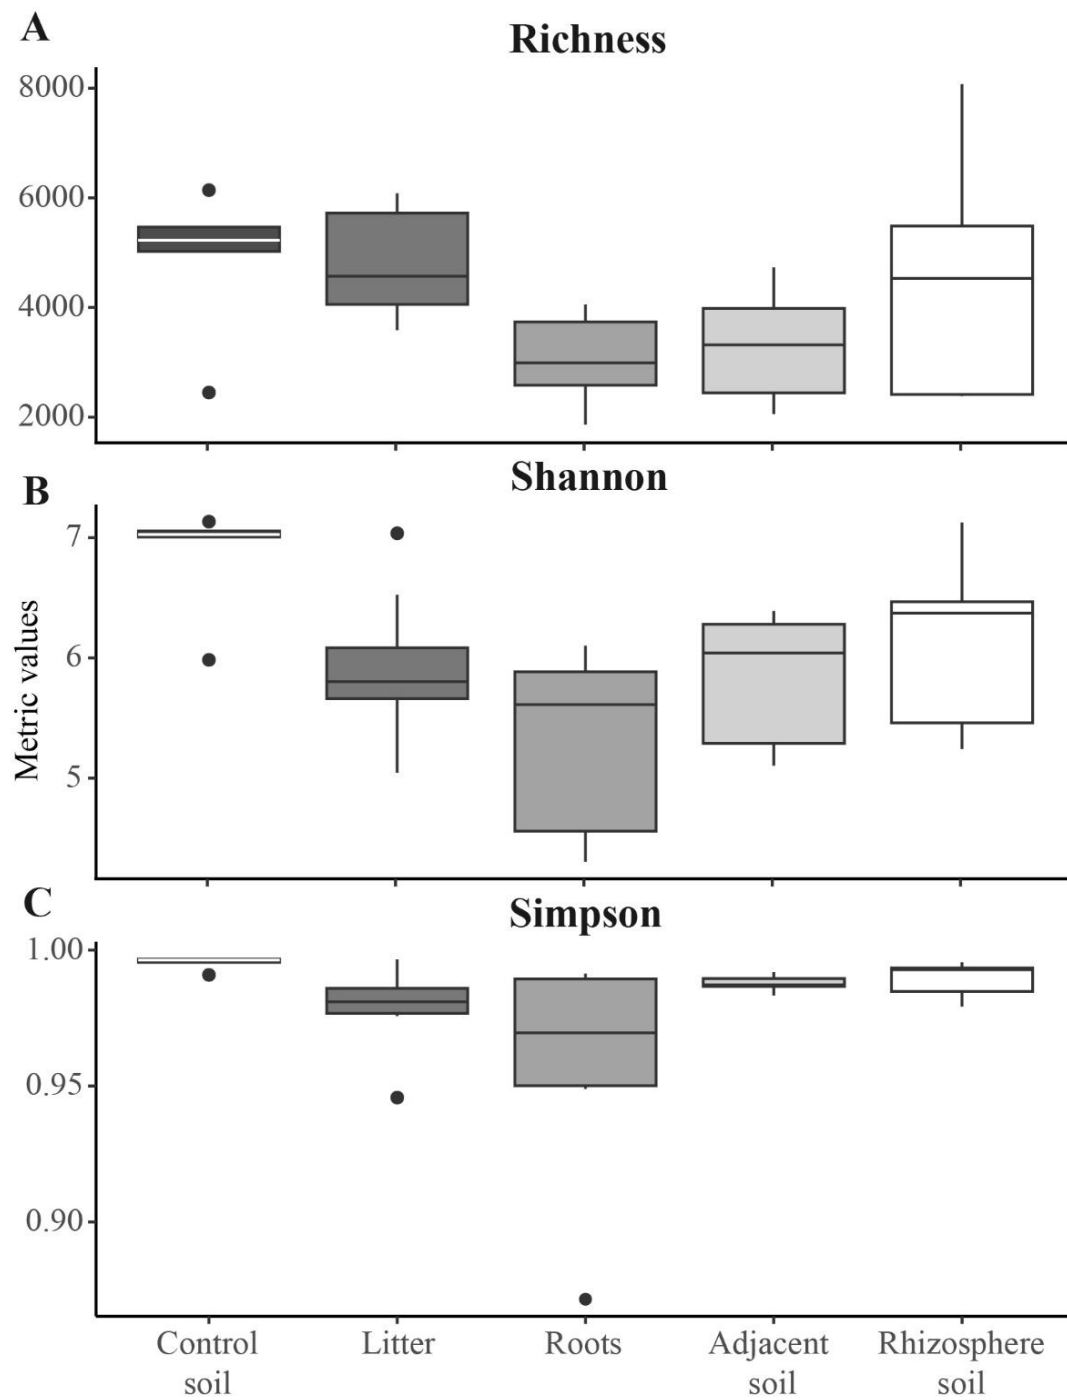 A
Richness
8000
6000
4000
2000
B
Shannon
Metric values
7
6
5
C
Simpson
1.00
0.95
0.90
Control
soil
Litter
Roots
Adjacent
soil
Rhizosphere
soil